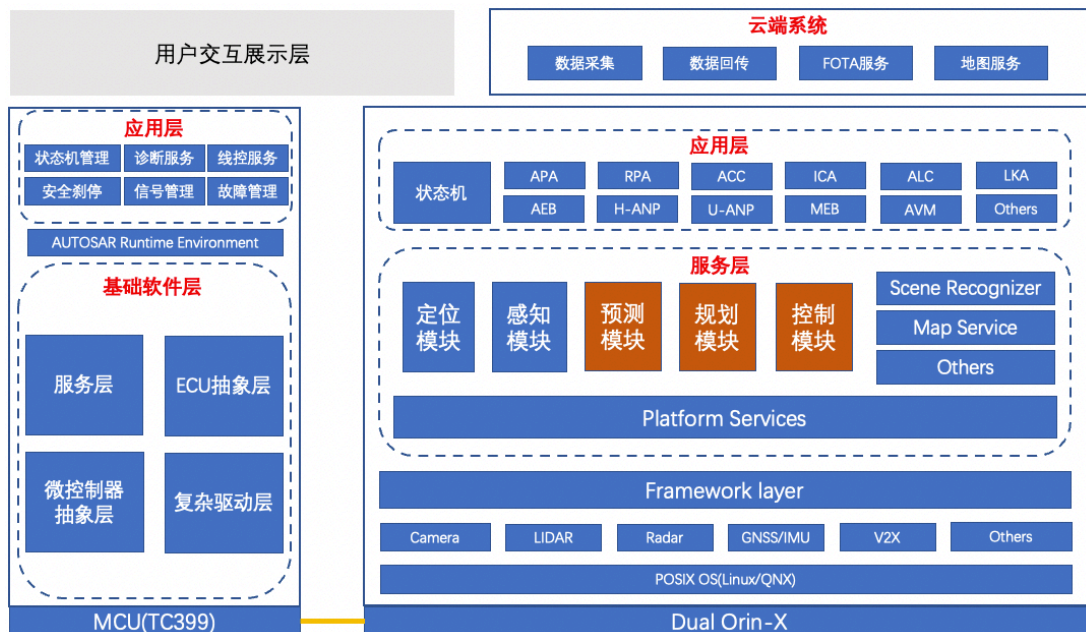 用户交互展示层
云端系统
数据采集 数据回传 FOTA服务 地图服务
应用层
状态机管理 诊断服务 线控服务
安全刹停 信号管理 故障管理
AUTOSAR Runtime Environment
基础软件层
服务层 ECU抽象层
微控制器
抽象层
复杂驱动层
MCU(TC399)
应用层
状态机
APA RPA ACC ICA ALC LKA
AEB H-ANP U-ANP MEB AVM Others
服务层
定位
模块
感知
模块
预测
模块
规划
模块
控制
模块
Scene Recognizer
Map Service
Others
Platform Services
Framework layer
Camera LIDAR Radar GNSS/IMU V2X Others
POSIX OS(Linux/QNX)
Dual Orin-X